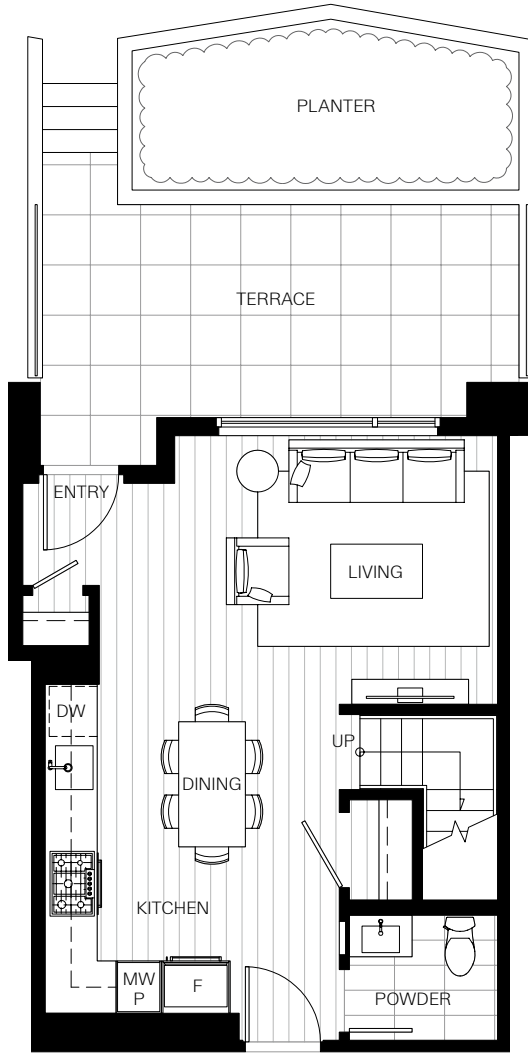 PLANTER
TERRACE
ENTRY
LIVING
DW
UP
DINING
KITCHEN
MW
P
F
POWDER